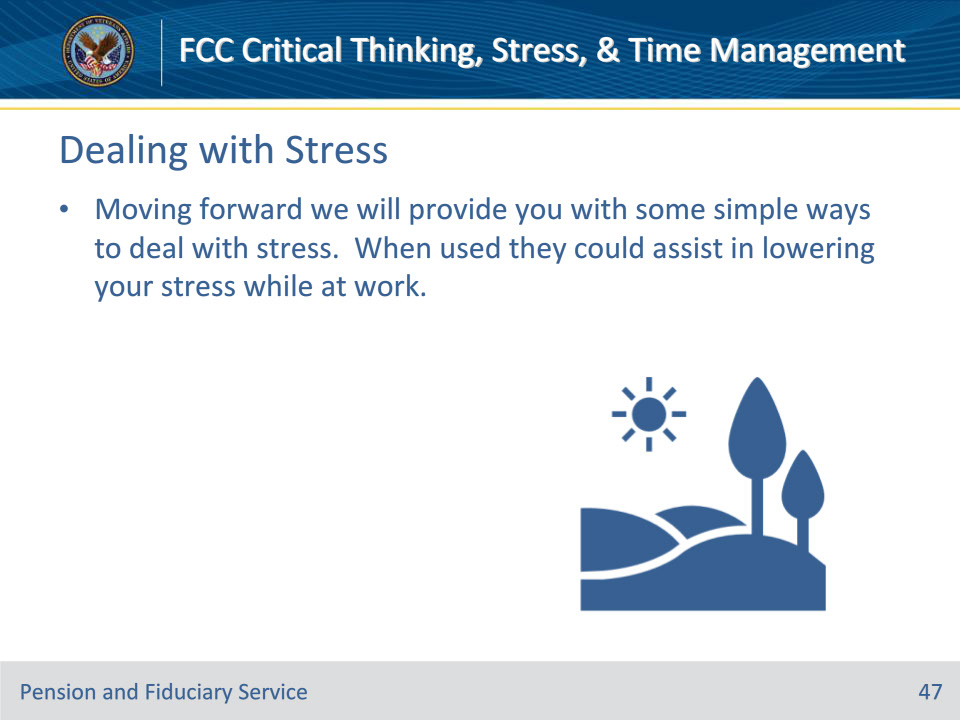 FCC Critical Thinking, Stress, & Time Management
Dealing with Stress
• Moving forward we will provide you with some simple ways
to deal with stress.  When used they could assist in lowering
your stress while at work.
Pension and Fiduciary Service
47